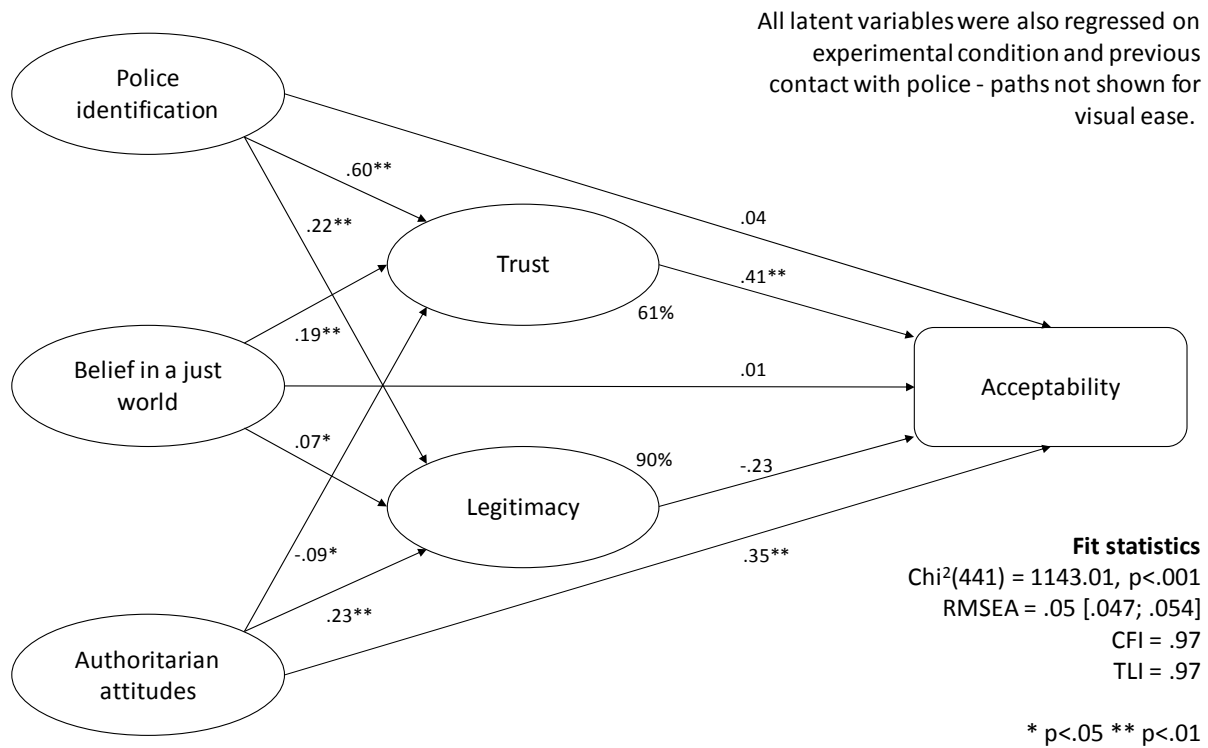 All latent variables were also regressed on
experimental condition and previous
contact with police - paths not shown for
visual ease.
Police
identification
.60**
.22**
.04
Trust
.41**
61%
.19**
Belief in a just
world
.01
Acceptability
.07*
90%
-.23
Legitimacy
-.09*
.35**
.23**
Authoritarian
attitudes
Fit statistics
Chi²(441) = 1143.01, p<.001
RMSEA = .05 [.047; .054]
CFI = .97
TLI = .97
* p<.05 ** p<.01